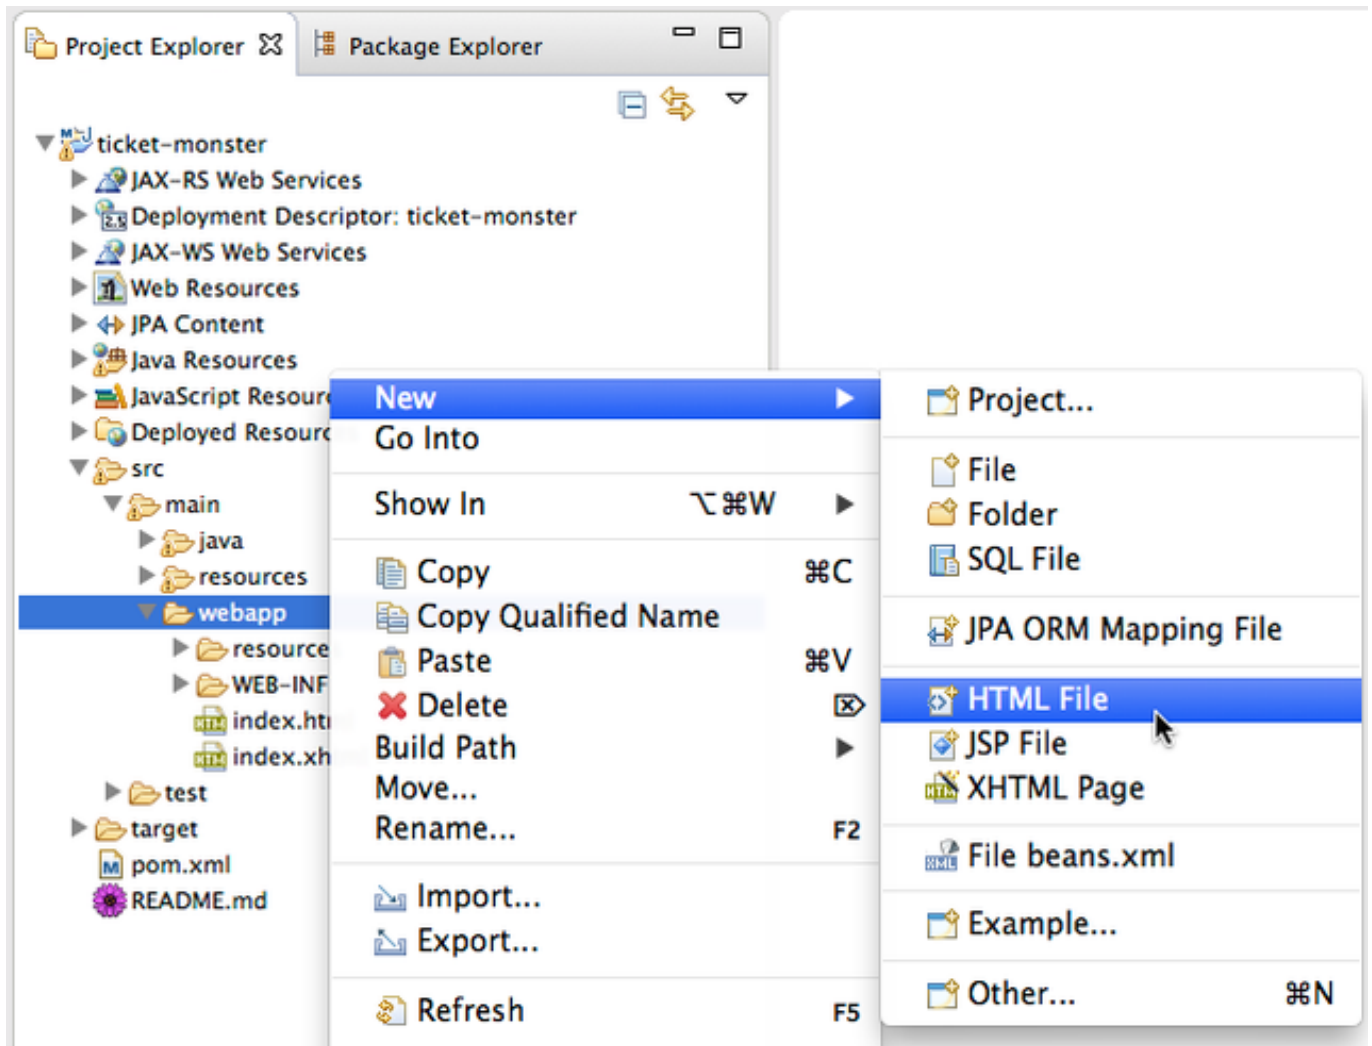 Project Explorer
Package Explorer
ticket-monster
JAX-RS Web Services
Deployment Descriptor: ticket-monster
JAX-WS Web Services
Web Resources
JPA Content
Java Resources
JavaScript Resour
Deployed Resour
src
main
java
resources
webapp
resource
WEB-INF
index.ht
index.xh
test
target
pom.xml
README.md
New
Go Into
Show In ⌥⌘W
Copy ⌘C
Copy Qualified Name
Paste ⌘V
Delete ⌦
Build Path
Move...
Rename... F2
Import...
Export...
Refresh F5
Project...
File
Folder
SQL File
JPA ORM Mapping File
HTML File
JSP File
XHTML Page
File beans.xml
Example...
Other... ⌘N